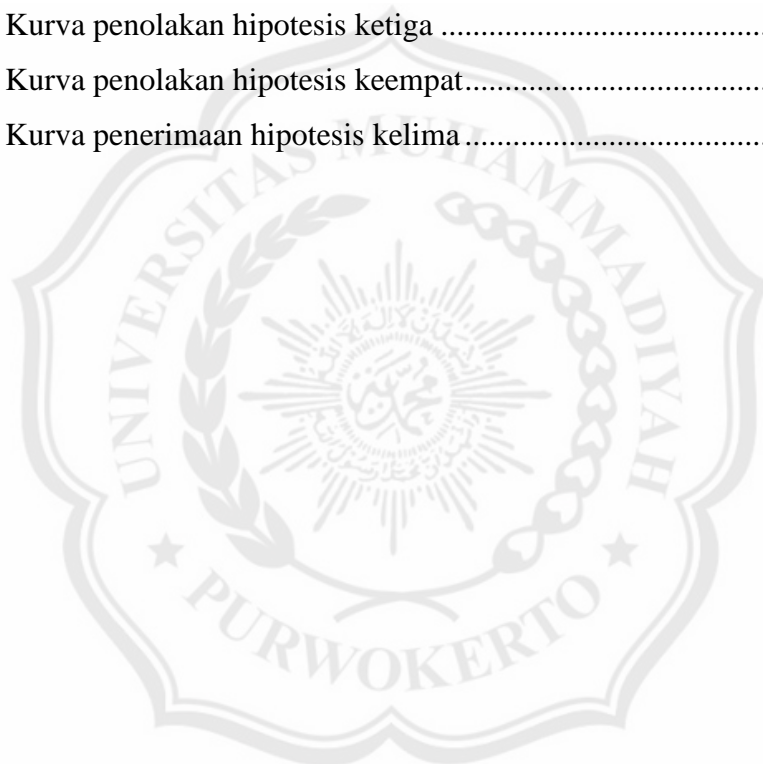 Kurva penolakan hipotesis ketiga ....................................
Kurva penolakan hipotesis keempat.................................
Kurva penerimaan hipotesis kelima .................................
UNIVERSITAS MUHAMMADIYAH
PURWOKERTO